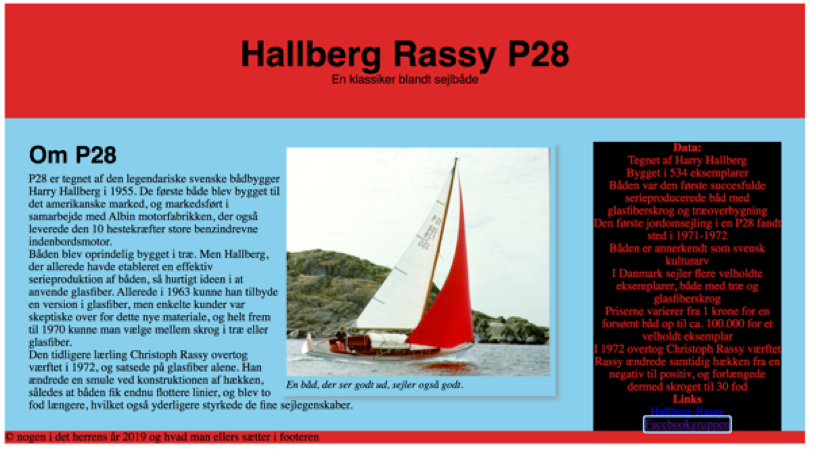 Hallberg Rassy P28
En klassiker blandt sejlbåde
Om P28
P28 er tegnet af den legendariske svenske bådbygger
Harry Hallberg i 1955. De første både blev bygget til
det amerikanske marked, og markedsført i
samarbejde med Albin motorfabrikken, der også
leverede den 10 hestekræfter store benzindrevne
indenbordsmotor.
Båden blev oprindelig bygget i træ. Men Hallberg,
der allerede havde etableret en effektiv
serieproduktion af båden, så hurtigt ideen i at
anvende glasfiber. Allerede i 1963 kunne han tilbyde
en version i glasfiber, men enkelte kunder var
skeptiske over for dette nye materiale, og helt frem
til 1970 kunne man vælge mellem skrog i træ eller
glasfiber.
Den tidligere lærling Christoph Rassy overtog
værftet i 1972, og satsede på glasfiber alene. Han
ændrede en smule ved konstruktionen af hækken,
således at båden fik endnu flottere linier, og blev to
fod længere, hvilket også yderligere styrkede de fine sejlegenskaber.
En båd, der ser godt ud, sejler også godt.
Data:
Tegnet af Harry Hallberg
Bygget i 534 eksemplarer
Båden var den første succesfulde
serieproducerede båd med
glasfiberskrog og træoverbygning
Den første jordomsejling i en P28 fandt
sted i 1971-1972
Båden er annerkendt som svensk
kulturarv
I Danmark sejler flere velholdte
eksemplarer, både med træ og
glasfiberskrog
Priserne varierer fra 1 krone for en
forsømt båd op til ca. 100.000 for et
velholdt eksemplar
I 1972 overtog Christoph Rassy værftet
Rassy ændrede samtidig hækken fra en
negativ til positiv, og forlængede
dermed skroget til 30 fod
Links
Hallberg-Rassy
Facebookgruppen
© nogen i det herrens år 2019 og hvad man ellers sætter i footeren